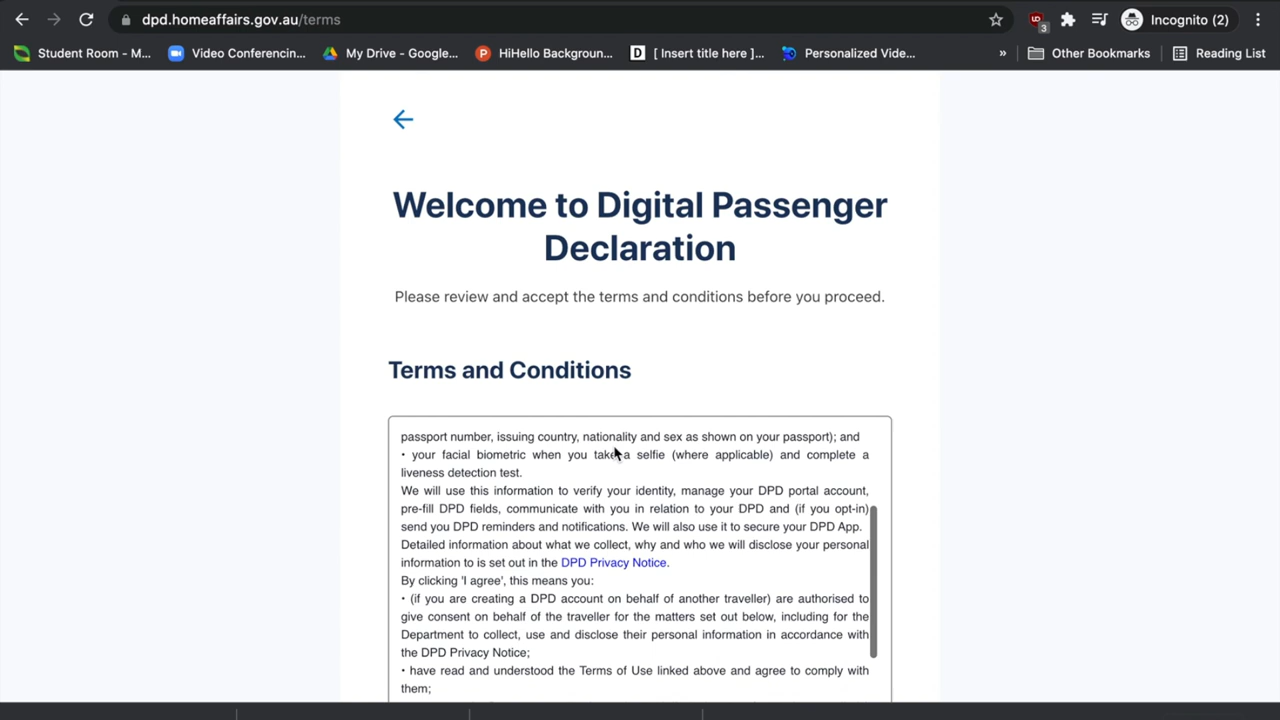 dpd.homeaffairs.gov.au/terms
3
Incognito (2)
Student Room - M...
Video Conferencin...
My Drive - Google...
HiHello Backgroun...
[ Insert title here ]...
Personalized Vide...
»
Other Bookmarks
Reading List
Welcome to Digital Passenger
Declaration
Please review and accept the terms and conditions before you proceed.
Terms and Conditions
passport number, issuing country, nationality and sex as shown on your passport); and
• your facial biometric when you take a selfie (where applicable) and complete a
liveness detection test.
We will use this information to verify your identity, manage your DPD portal account,
pre-fill DPD fields, communicate with you in relation to your DPD and (if you opt-in)
send you DPD reminders and notifications. We will also use it to secure your DPD App.
Detailed information about what we collect, why and who we will disclose your personal
information to is set out in the DPD Privacy Notice.
By clicking 'I agree', this means you:
• (if you are creating a DPD account on behalf of another traveller) are authorised to
give consent on behalf of the traveller for the matters set out below, including for the
Department to collect, use and disclose their personal information in accordance with
the DPD Privacy Notice;
• have read and understood the Terms of Use linked above and agree to comply with
them;